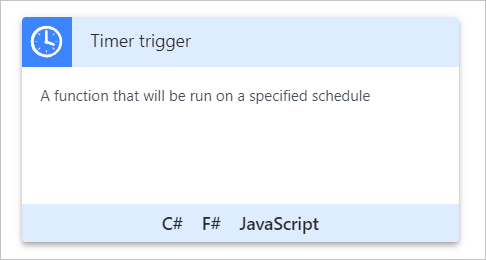 Timer trigger
A function that will be run on a specified schedule
C# F# JavaScript